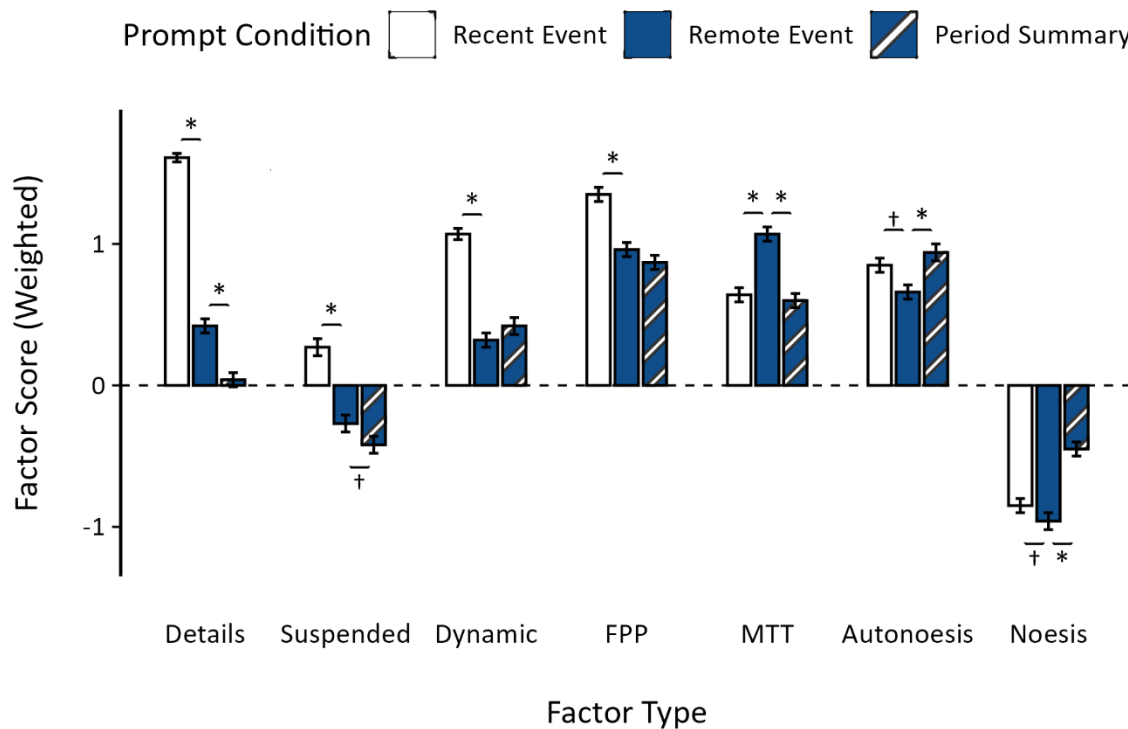 Prompt Condition Recent Event Remote Event Period Summary
Factor Score (Weighted)
1
0
-1
* * * * * * * * † *
† † *
Details Suspended Dynamic FPP MTT Autonoesis Noesis
Factor Type